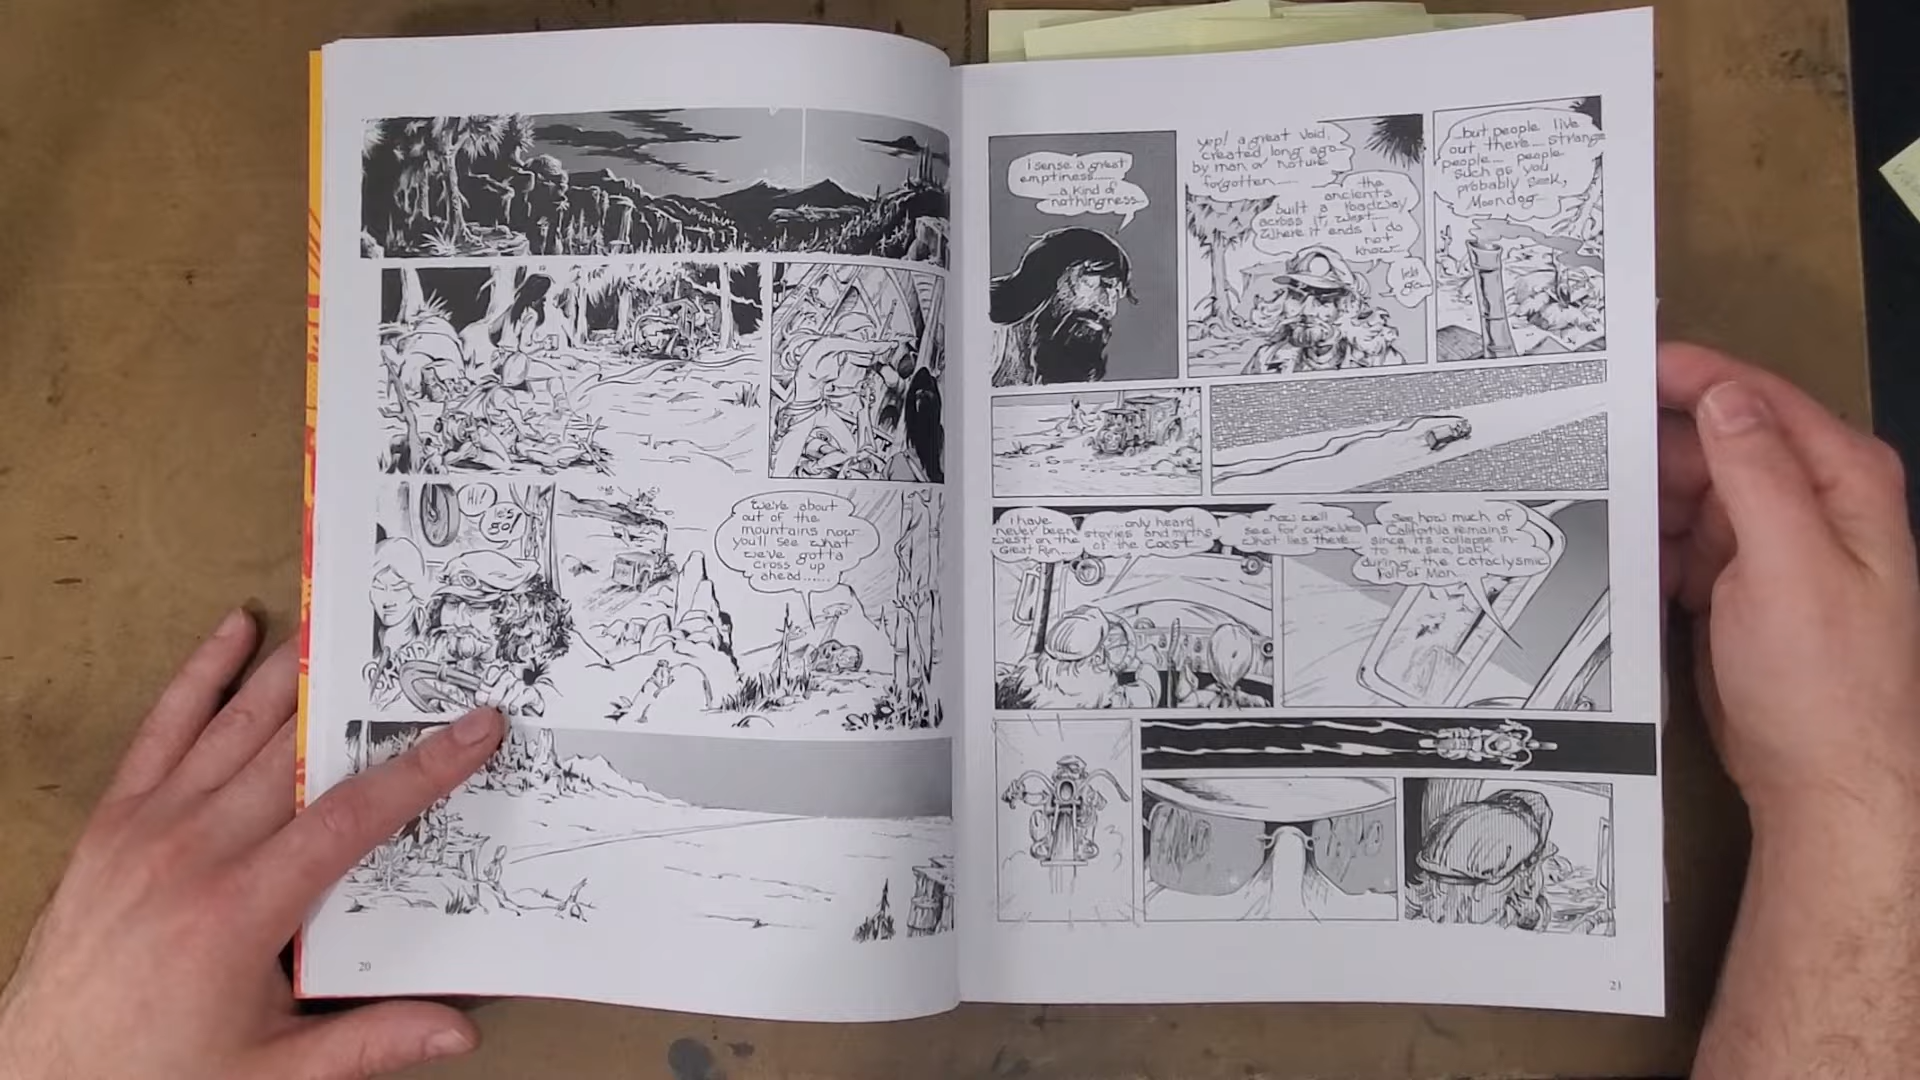 Hi!
let's
go!
We've about
out of the
mountains now
you'll see what
we've gotta
cross up
ahead......
20
i sense a great
emptiness......
....a kind of
nothingness...
yep! a great void,
created long ago
by man or nature
forgotten......
the
ancients
built a roadway
across it, west....
Where it ends i do
not
know...
let's
go...
...but people live
out there... strange
people... people
such as you
probably seek,
Moondog...
i have
never been
west on the
Great Run....
...only heard
stories and myths
of the Coast...
...now we'll
see for ourselves
what lies there...
See how much of
California remains
since its collapse in-
to the sea, back
during the Cataclysmic
Fall of Man...
21